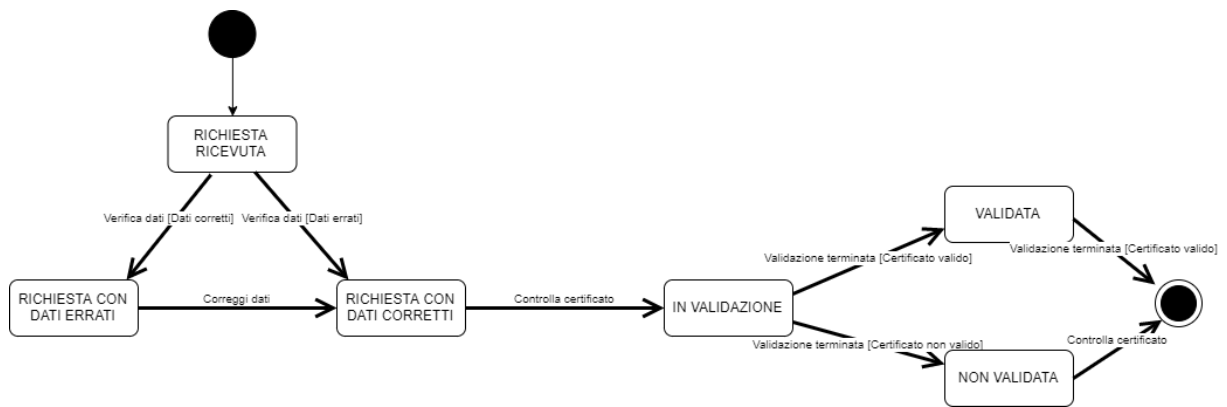 RICHIESTA
RICEVUTA
Verifica dati [Dati corretti]
Verifica dati [Dati errati]
RICHIESTA CON
DATI ERRATI
Correggi dati
RICHIESTA CON
DATI CORRETTI
Controlla certificato
IN VALIDAZIONE
Validazione terminata [Certificato valido]
VALIDATA
Validazione terminata [Certificato valido]
Validazione terminata [Certificato non valido]
NON VALIDATA
Controlla certificato